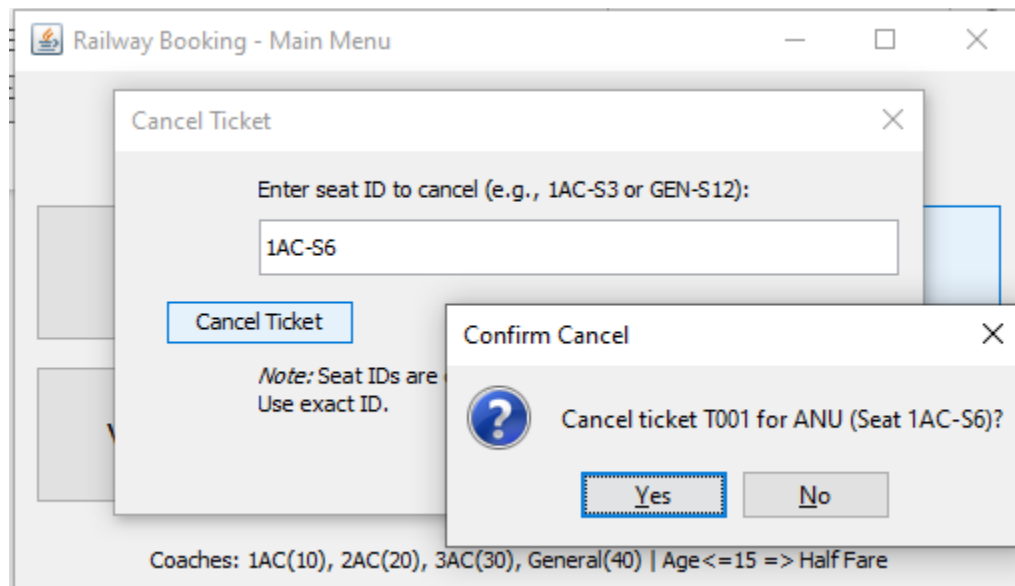 Railway Booking - Main Menu
Cancel Ticket
Enter seat ID to cancel (e.g., 1AC-S3 or GEN-S12):
1AC-S6
Cancel Ticket
Note: Seat IDs are
Use exact ID.
Confirm Cancel
Cancel ticket T001 for ANU (Seat 1AC-S6)?
Yes
No
Coaches: 1AC(10), 2AC(20), 3AC(30), General(40) | Age<=15 => Half Fare